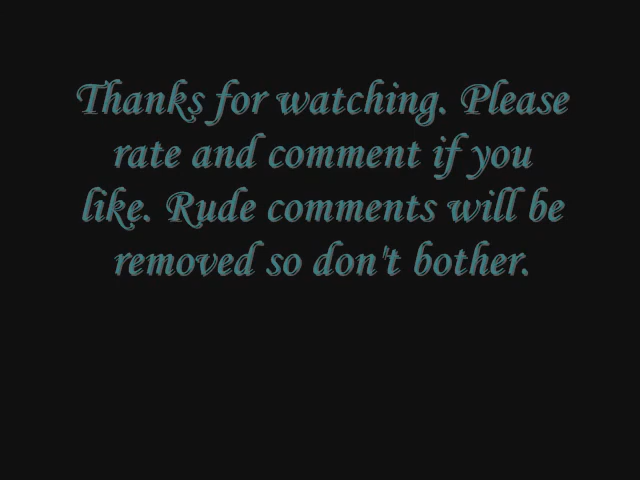 Thanks for watching. Please
rate and comment if you
like. Rude comments will be
removed so don't bother.